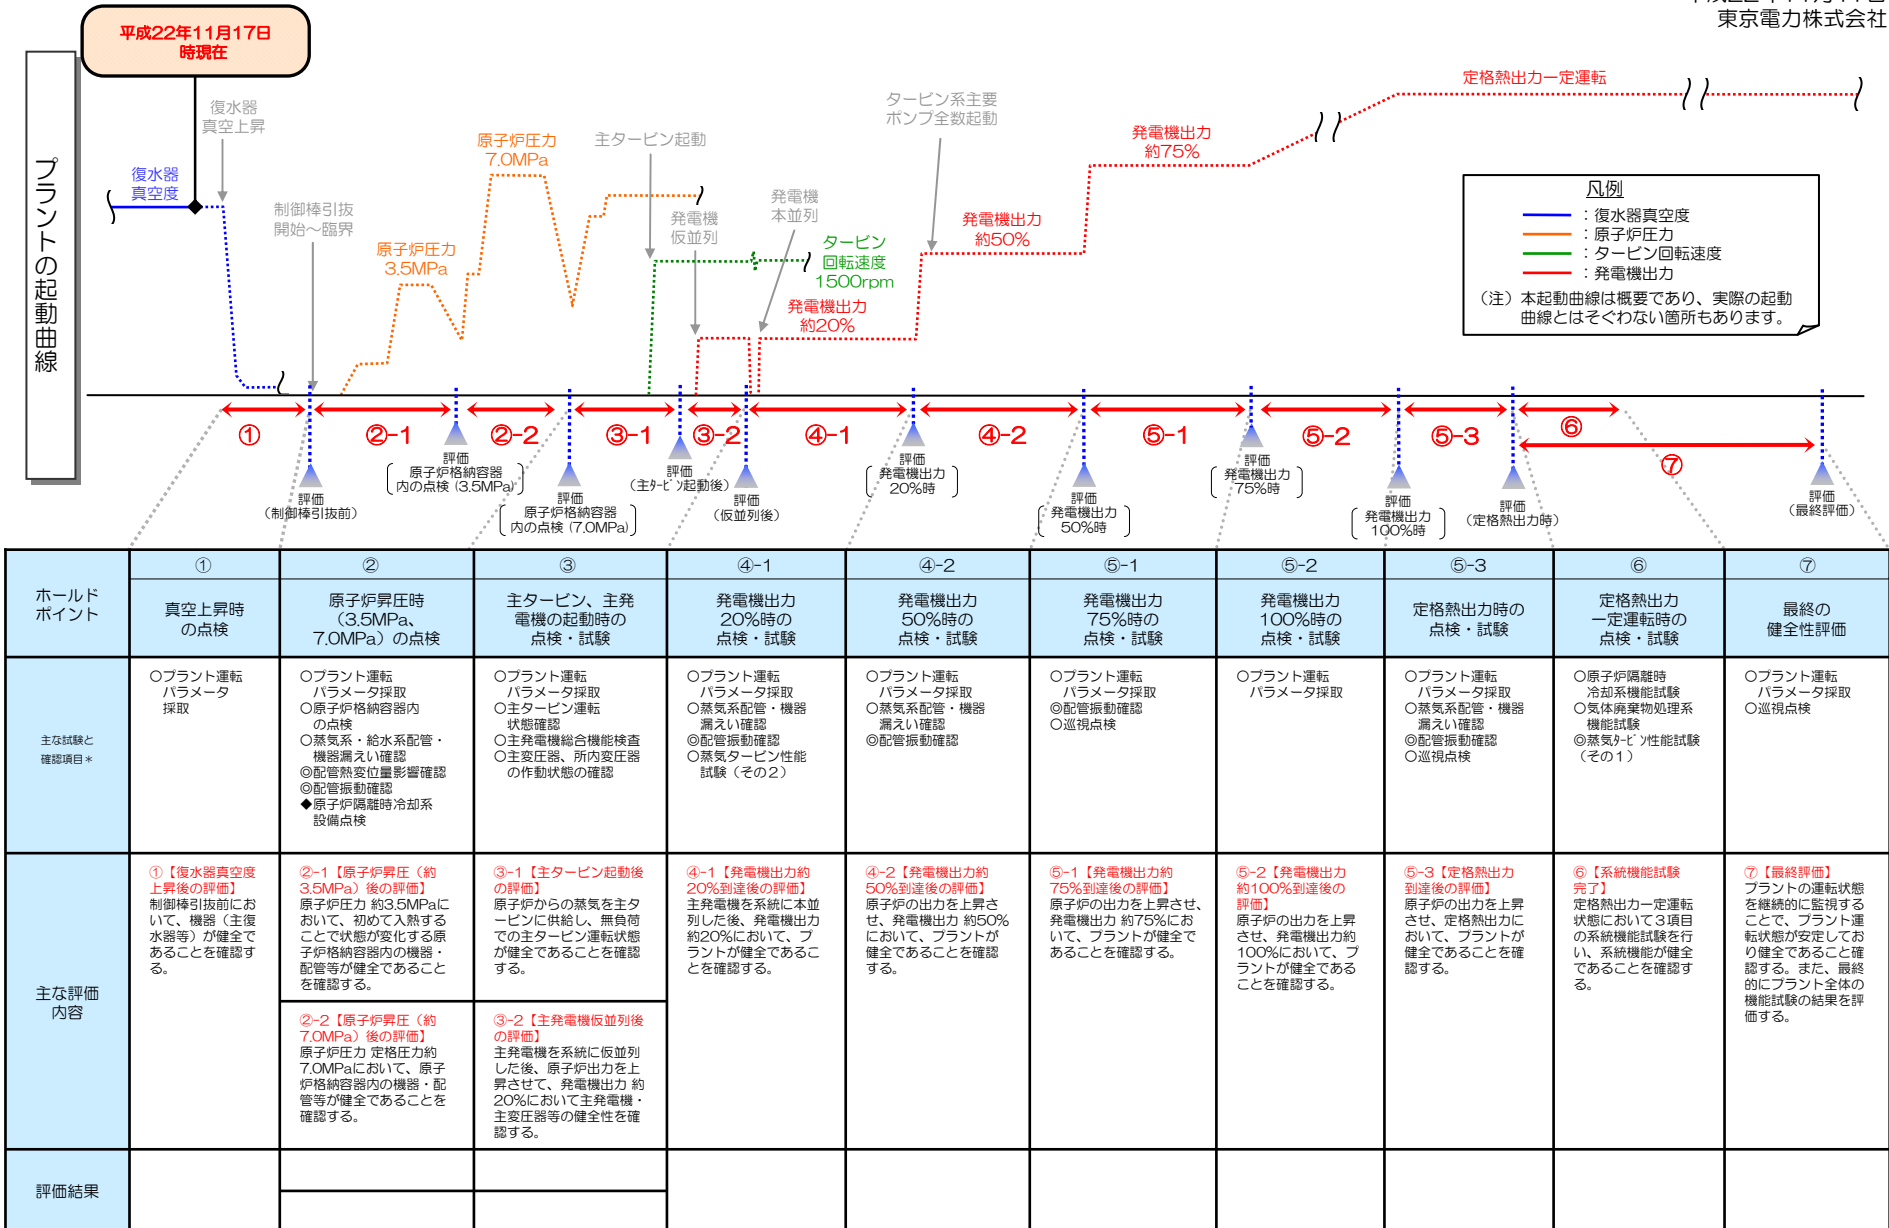 東京電力株式会社
平成22年11月17日
時現在
プラントの起動曲線
復水器
真空上昇
復水器
真空度
制御棒引抜
開始～臨界
原子炉圧力
3.5MPa
原子炉圧力
7.0MPa
主タービン起動
発電機
仮並列
発電機
本並列
タービン
回転速度
1500rpm
発電機出力
約20%
タービン系主要
ポンプ全数起動
発電機出力
約50%
発電機出力
約75%
定格熱出力一定運転
凡例
：復水器真空度
：原子炉圧力
：タービン回転速度
：発電機出力
（注）本起動曲線は概要であり、実際の起動
曲線とはそぐわない箇所もあります。
①
②-1
②-2
③-1
③-2
④-1
④-2
⑤-1
⑤-2
⑤-3
⑥
⑦
評価
（制御棒引抜前）
評価
原子炉格納容器
内の点検 (3.5MPa)
評価
原子炉格納容器
内の点検 (7.0MPa)
評価
（主ﾀｰﾋﾞﾝ起動後）
評価
（仮並列後）
評価
発電機出力
20%時
評価
発電機出力
50%時
評価
発電機出力
75%時
評価
発電機出力
100%時
評価
（定格熱出力時）
評価
（最終評価）
ホールド
ポイント
①
真空上昇時
の点検
②
原子炉昇圧時
（3.5MPa、
7.0MPa）の点検
③
主タービン、主発
電機の起動時の
点検・試験
④-1
発電機出力
20%時の
点検・試験
④-2
発電機出力
50%時の
点検・試験
⑤-1
発電機出力
75%時の
点検・試験
⑤-2
発電機出力
100%時の
点検・試験
⑤-3
定格熱出力時の
点検・試験
⑥
定格熱出力
一定運転時の
点検・試験
⑦
最終の
健全性評価
主な試験と
確認項目＊
○プラント運転
パラメータ
採取
○プラント運転
パラメータ採取
○原子炉格納容器内
の点検
○蒸気系・給水系配管・
機器漏えい確認
◎配管熱変位量影響確認
◎配管振動確認
◆原子炉隔離時冷却系
設備点検
○プラント運転
パラメータ採取
○主タービン運転
状態確認
○主発電機総合機能検査
○主変圧器、所内変圧器
の作動状態の確認
○プラント運転
パラメータ採取
○蒸気系配管・機器
漏えい確認
◎配管振動確認
○蒸気タービン性能
試験（その２）
○プラント運転
パラメータ採取
○蒸気系配管・機器
漏えい確認
◎配管振動確認
○プラント運転
パラメータ採取
◎配管振動確認
○巡視点検
○プラント運転
パラメータ採取
○プラント運転
パラメータ採取
○蒸気系配管・機器
漏えい確認
◎配管振動確認
○巡視点検
○原子炉隔離時
冷却系機能試験
○気体廃棄物処理系
機能試験
◎蒸気ﾀｰﾋﾞﾝ性能試験
（その１）
○プラント運転
パラメータ採取
○巡視点検
主な評価
内容
①【復水器真空度
上昇後の評価】
制御棒引抜前にお
いて、機器（主復
水器等）が健全で
あることを確認す
る。
②-1【原子炉昇圧（約
3.5MPa）後の評価】
原子炉圧力 約3.5MPaに
おいて、初めて入熱する
ことで状態が変化する原
子炉格納容器内の機器・
配管等が健全であること
を確認する。
②-2【原子炉昇圧（約
7.0MPa）後の評価】
原子炉圧力 定格圧力約
7.0MPaにおいて、原子
炉格納容器内の機器・配
管等が健全であることを
確認する。
③-1【主タービン起動後
の評価】
原子炉からの蒸気を主タ
ービンに供給し、無負荷
での主タービン運転状態
が健全であることを確認
する。
③-2【主発電機仮並列後
の評価】
主発電機を系統に仮並列
した後、原子炉出力を上
昇させて、発電機出力 約
20%において主発電機・
主変圧器等の健全性を確
認する。
④-1【発電機出力約
20%到達後の評価】
主発電機を系統に本並
列した後、発電機出力
約20%において、プ
ラントが健全であるこ
とを確認する。
④-2【発電機出力約
50%到達後の評価】
原子炉の出力を上昇さ
せ、発電機出力 約50%
において、プラントが
健全であることを確認
する。
⑤-1【発電機出力約
75%到達後の評価】
原子炉の出力を上昇させ、
発電機出力 約75%にお
いて、プラントが健全で
あることを確認する。
⑤-2【発電機出力
約100%到達後の
評価】
原子炉の出力を上昇
させ、発電機出力約
100%において、プ
ラントが健全である
ことを確認する。
⑤-3【定格熱出力
到達後の評価】
原子炉の出力を上昇
させ、定格熱出力に
おいて、プラントが
健全であることを確
認する。
⑥【系統機能試験
完了】
定格熱出力一定運転
状態において３項目
の系統機能試験を行
い、系統機能が健全
であることを確認す
る。
⑦【最終評価】
プラントの運転状態
を継続的に監視する
ことで、プラント運
転状態が安定してお
り健全であること確
認する。また、最終
的にプラント全体の
機能試験の結果を評
価する。
評価結果